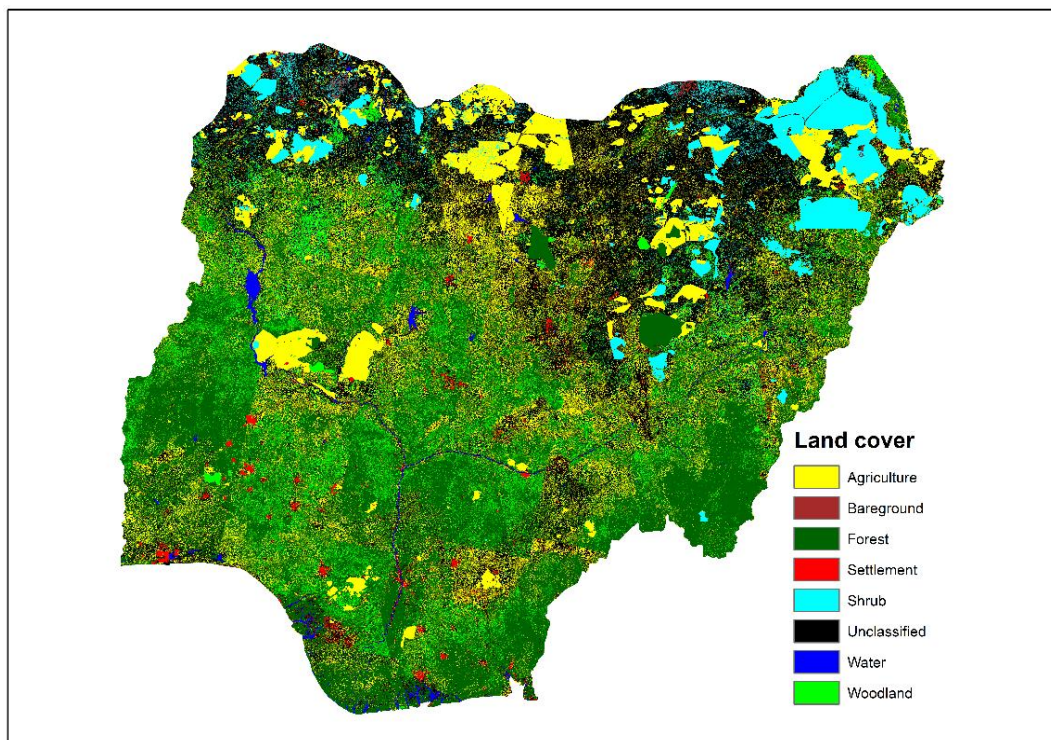 Land cover
Agriculture
Bareground
Forest
Settlement
Shrub
Unclassified
Water
Woodland